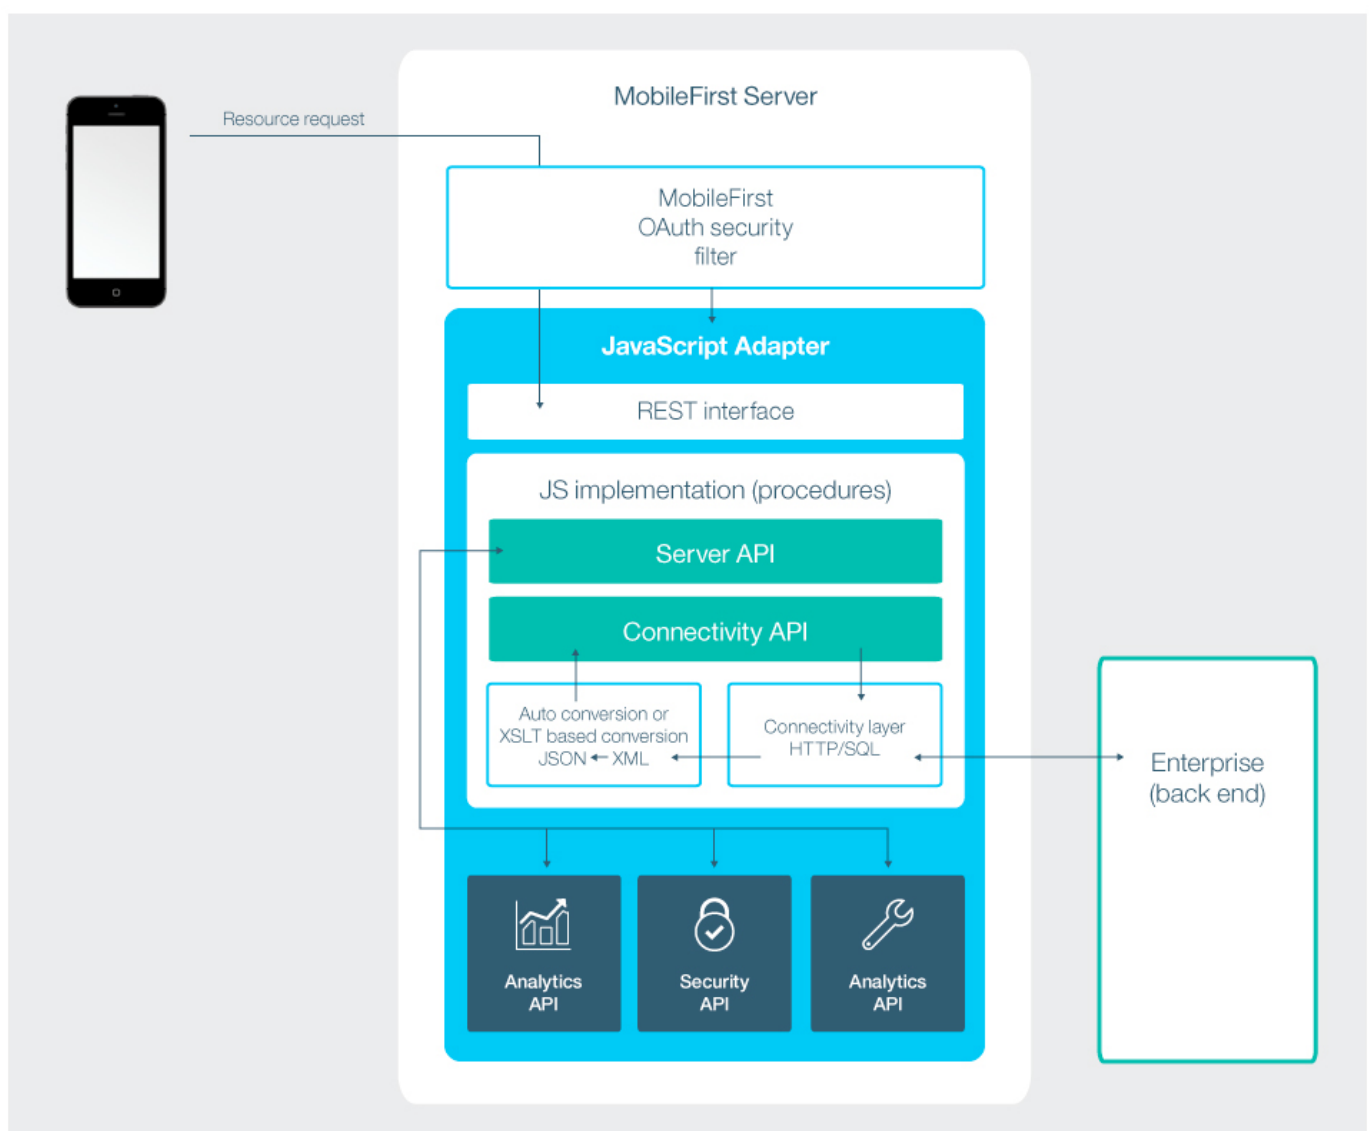 MobileFirst Server
Resource request
MobileFirst
OAuth security
filter
JavaScript Adapter
REST interface
JS implementation (procedures)
Server API
Connectivity API
Auto conversion or
XSLT based conversion
JSON ← XML
Connectivity layer
HTTP/SQL
Enterprise
(back end)
Analytics
API
Security
API
Analytics
API